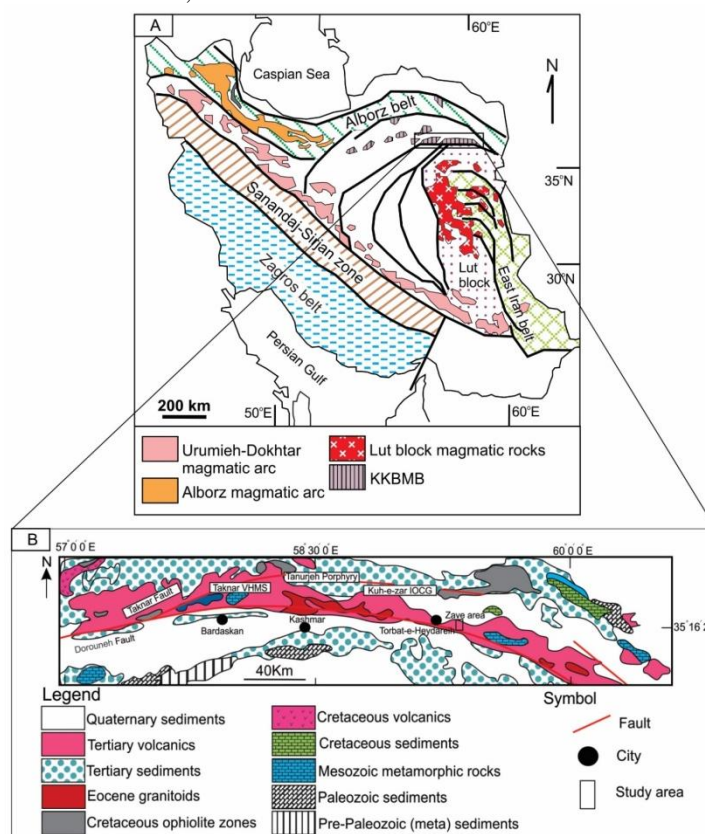 A
60°E
N
Caspian Sea
Alborz belt
35°N
Sanandaj-Sirjan zone
Zagros belt
Lut
block
30°N
East Iran belt
Persian Gulf
200 km
50°E
60°E
Urumieh-Dokhtar
magmatic arc
Alborz magmatic arc
Lut block magmatic rocks
KKBMB
B
57 0 0 E
58 30 0 E
60 0 0 E
N
Tanurjeh Porphyry
Taknar Fault
Taknar VHMS
Kuh-e-zar IOCG
Zave area
Dorouneh Fault
Bardaskan
Kashmar
Torbat-e-Heydarieh
35 16 2
40Km
Legend
Symbol
Quaternary sediments
Cretaceous volcanics
Fault
Tertiary volcanics
Cretaceous sediments
City
Tertiary sediments
Mesozoic metamorphic rocks
Study area
Eocene granitoids
Paleozoic sediments
Cretaceous ophiolite zones
Pre-Paleozoic (meta) sediments